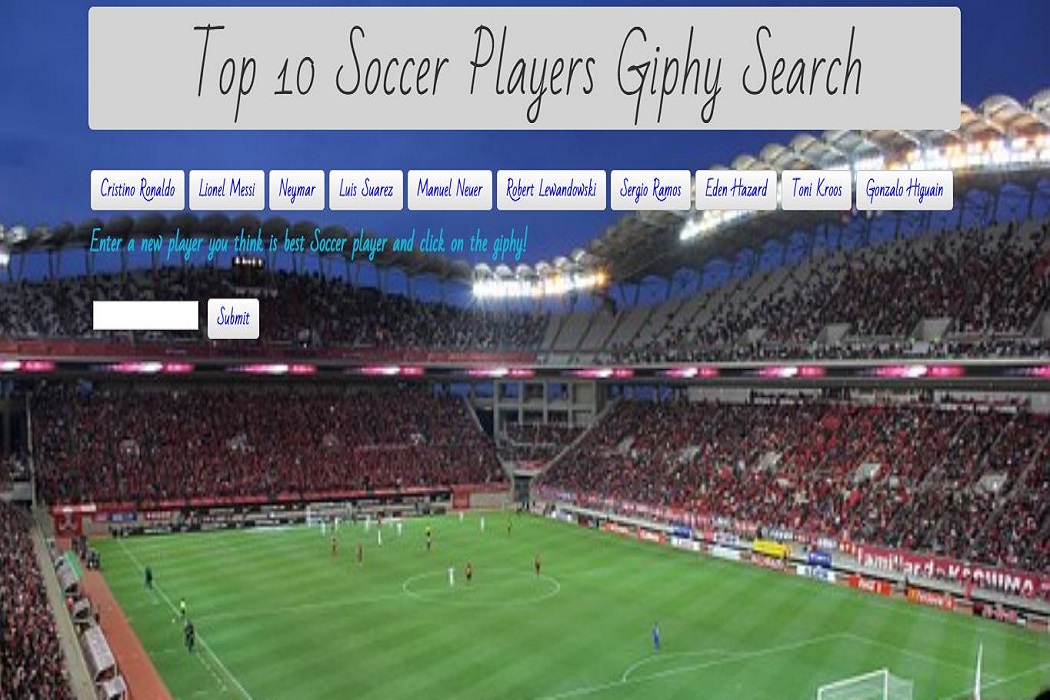 Top 10 Soccer Players Giphy Search
Cristino Ronaldo Lionel Messi Neymar Luis Suarez Manuel Neuer Robert Lewandowski Sergio Ramos Eden Hazard Toni Kroos Gonzalo Higuain
Enter a new player you think is best Soccer player and click on the giphy!
Submit